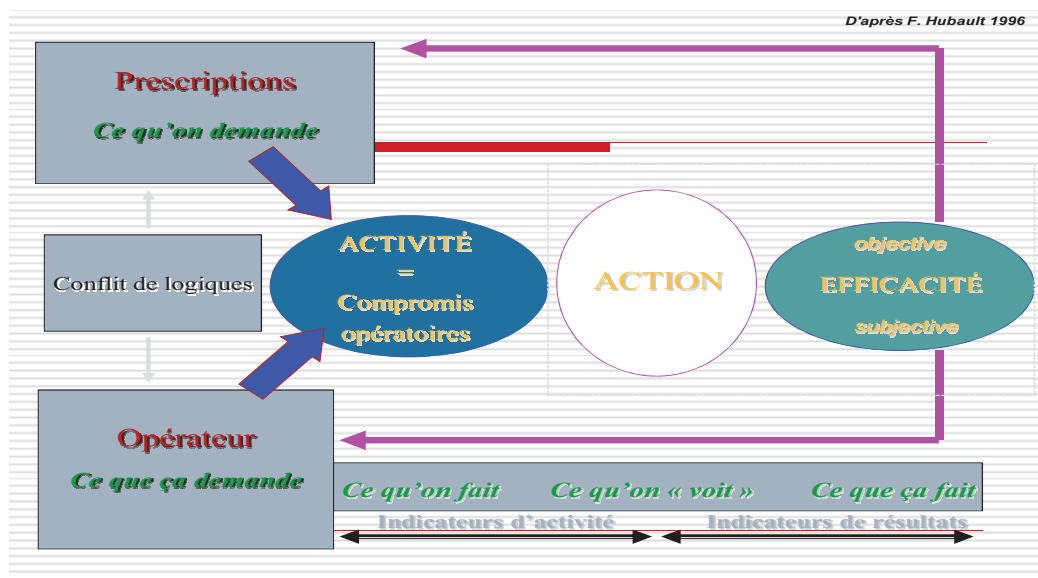 D'après F. Hubault 1996
Prescriptions
Ce qu'on demande
Conflit de logiques
ACTIVITÉ
=
Compromis
opératoires
ACTION
objective
EFFICACITÉ
subjective
Opérateur
Ce que ça demande
Ce qu'on fait
Ce qu'on « voit »
Ce que ça fait
Indicateurs d'activité
Indicateurs de résultats